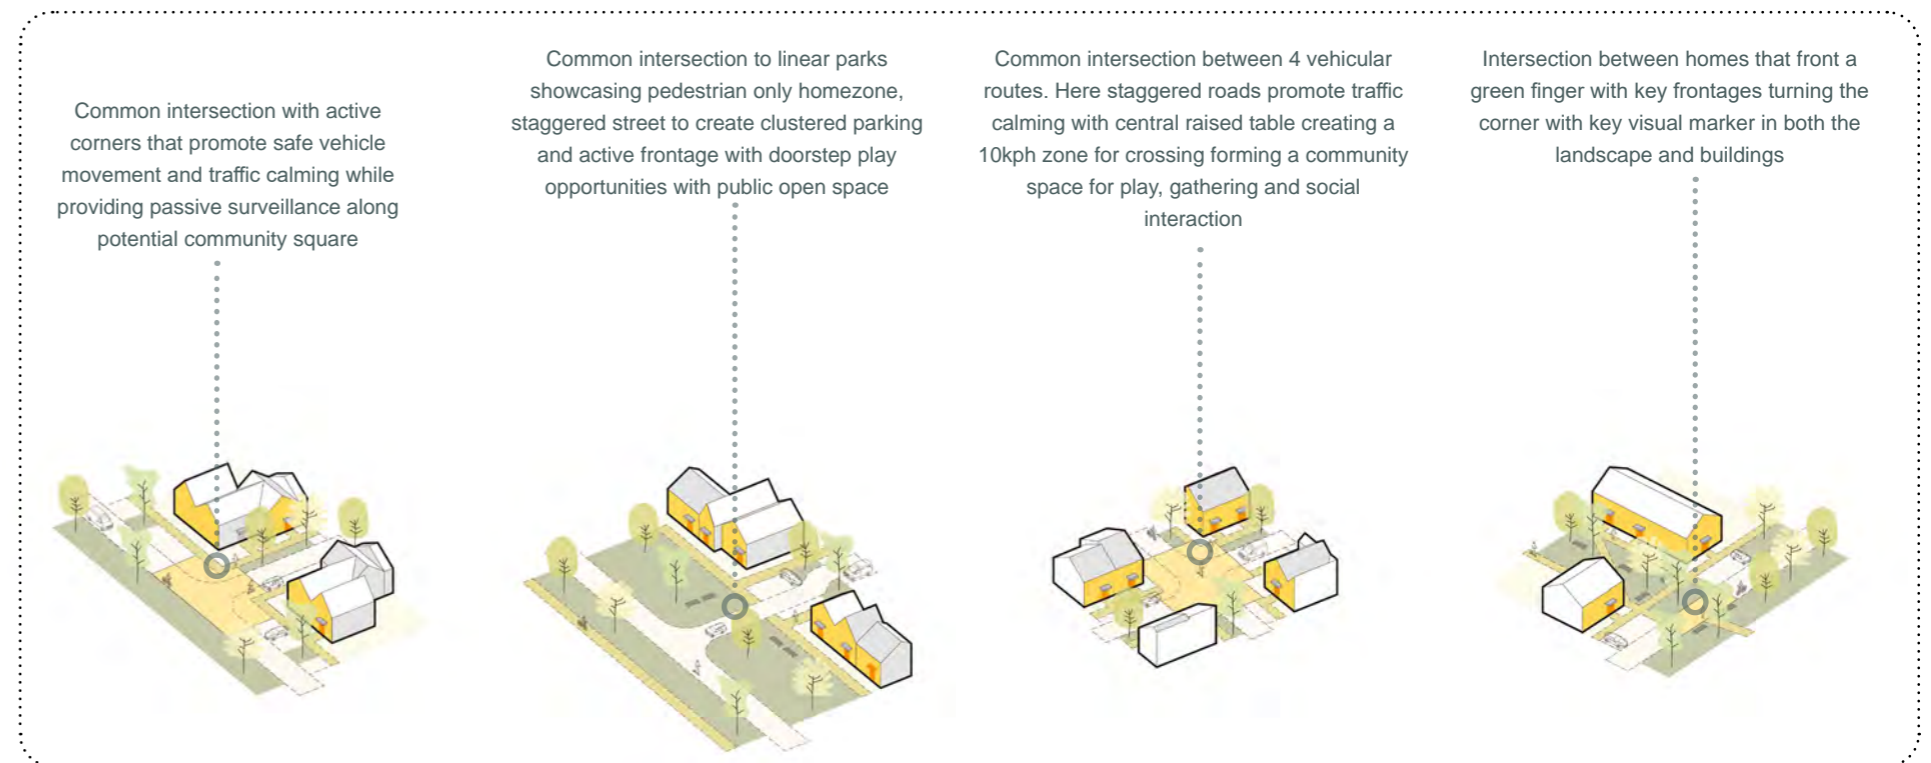 Common intersection with active
corners that promote safe vehicle
movement and traffic calming while
providing passive surveillance along
potential community square
Common intersection to linear parks
showcasing pedestrian only homezone,
staggered street to create clustered parking
and active frontage with doorstep play
opportunities with public open space
Common intersection between 4 vehicular
routes. Here staggered roads promote traffic
calming with central raised table creating a
10kph zone for crossing forming a community
space for play, gathering and social
interaction
Intersection between homes that front a
green finger with key frontages turning the
corner with key visual marker in both the
landscape and buildings